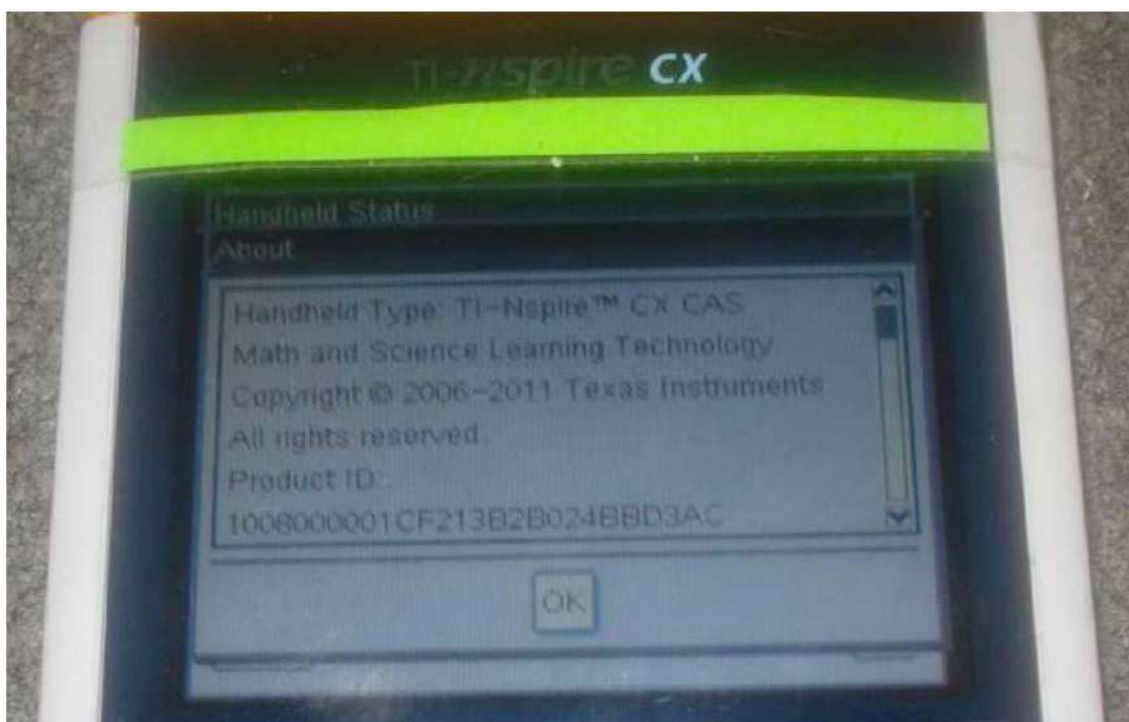 TI-nspire CX
Handheld Status
About
Handheld Type: TI-Nspire™ CX CAS
Math and Science Learning Technology
Copyright © 2006-2011 Texas Instruments
All rights reserved.
Product ID:
1008000001CF213B2B024BBD3AC
OK